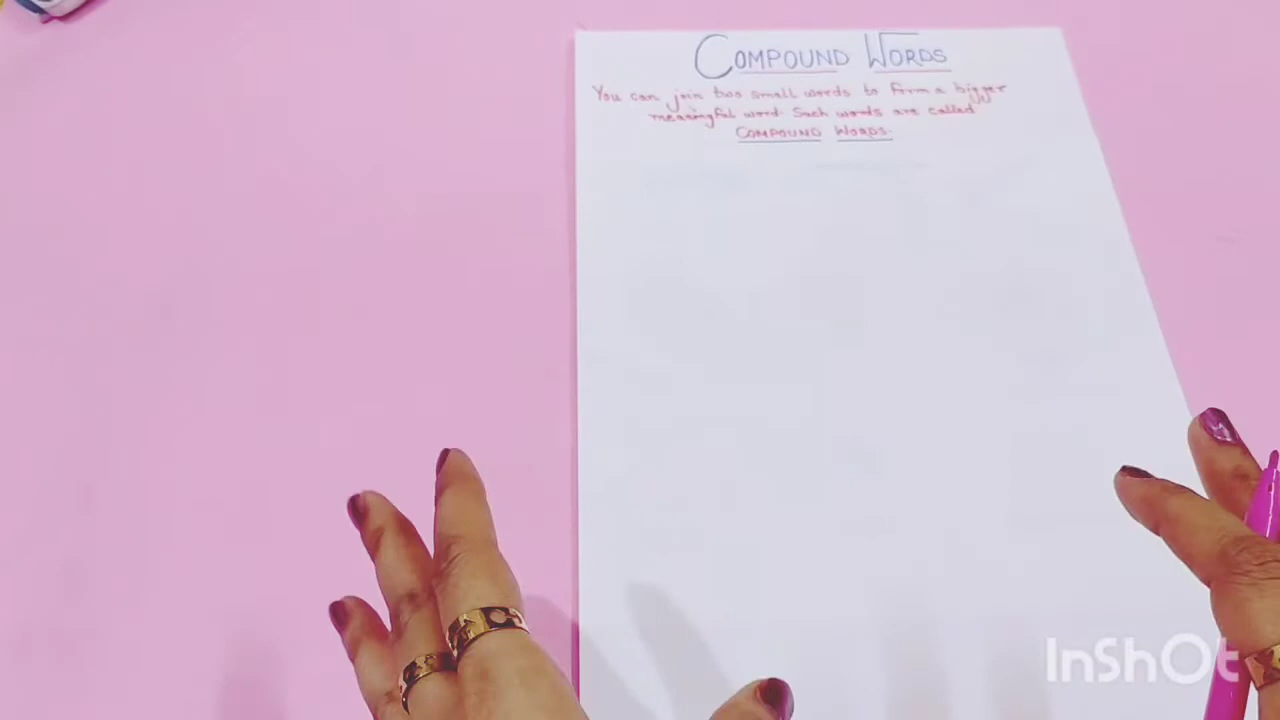 COMPOUND WORDS
You can join two small words to form a bigger
meaningful word. Such words are called
COMPOUND WORDS.
InShOt